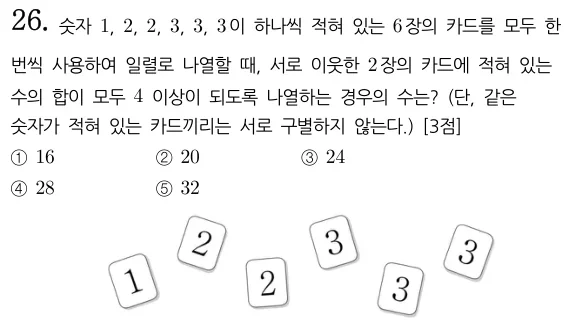 26. 숫자 1, 2, 2, 3, 3, 3이 하나씩 적혀 있는 6장의 카드를 모두 한
번씩 사용하여 일렬로 나열할 때, 서로 이웃한 2장의 카드에 적혀 있는
수의 합이 모두 4 이상이 되도록 나열하는 경우의 수는? (단, 같은
숫자가 적혀 있는 카드끼리는 서로 구별하지 않는다.) [3점]
① 16 ② 20 ③ 24
④ 28 ⑤ 32
1 2 2 3 3 3